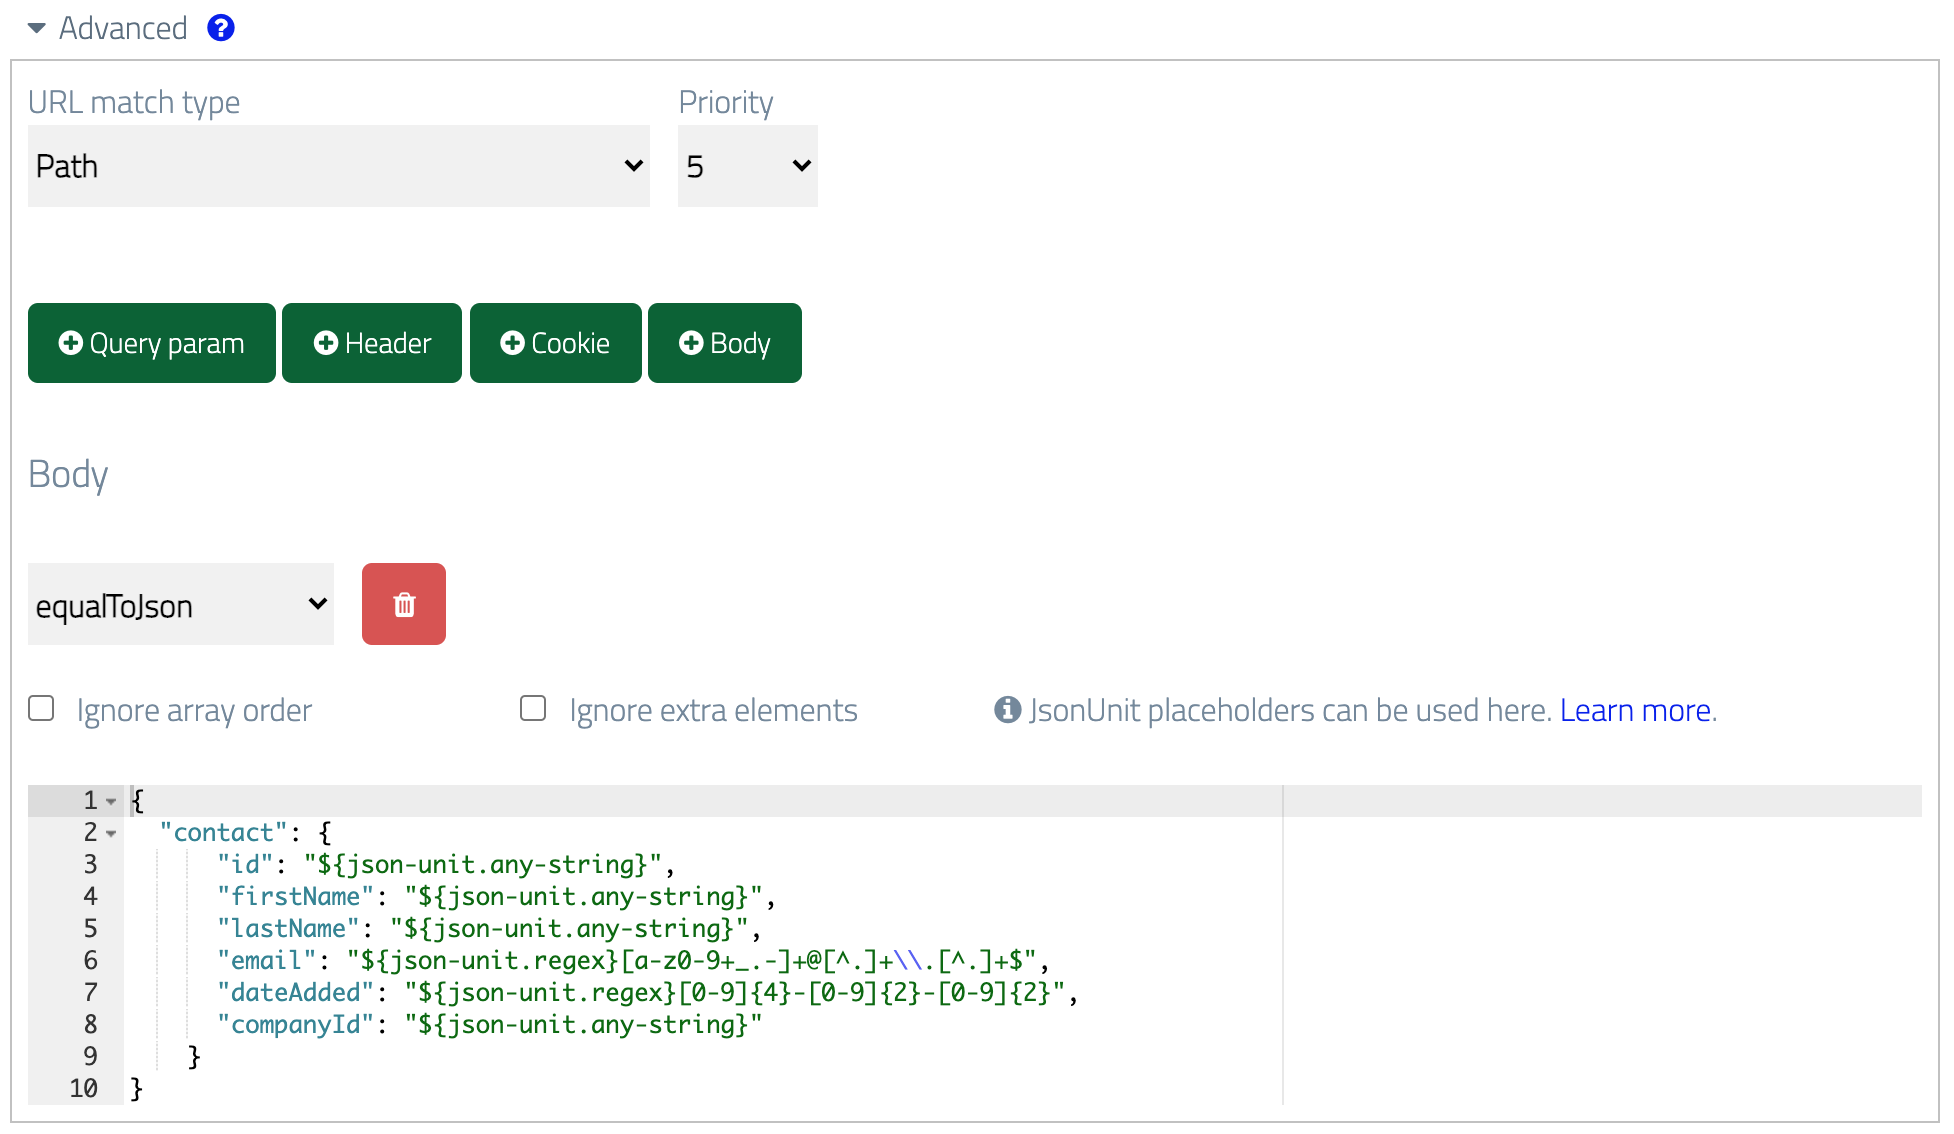 Advanced
URL match type Priority
Path 5
Query param Header Cookie Body
Body
equalToJson
Ignore array order Ignore extra elements JsonUnit placeholders can be used here. Learn more.
1 {
2   "contact": {
3       "id": "${json-unit.any-string}",
4       "firstName": "${json-unit.any-string}",
5       "lastName": "${json-unit.any-string}",
6       "email": "${json-unit.regex}[a-z0-9+_.-]+@[^.]+\\.[^.]+$",
7       "dateAdded": "${json-unit.regex}[0-9]{4}-[0-9]{2}-[0-9]{2}",
8       "companyId": "${json-unit.any-string}"
9     }
10 }